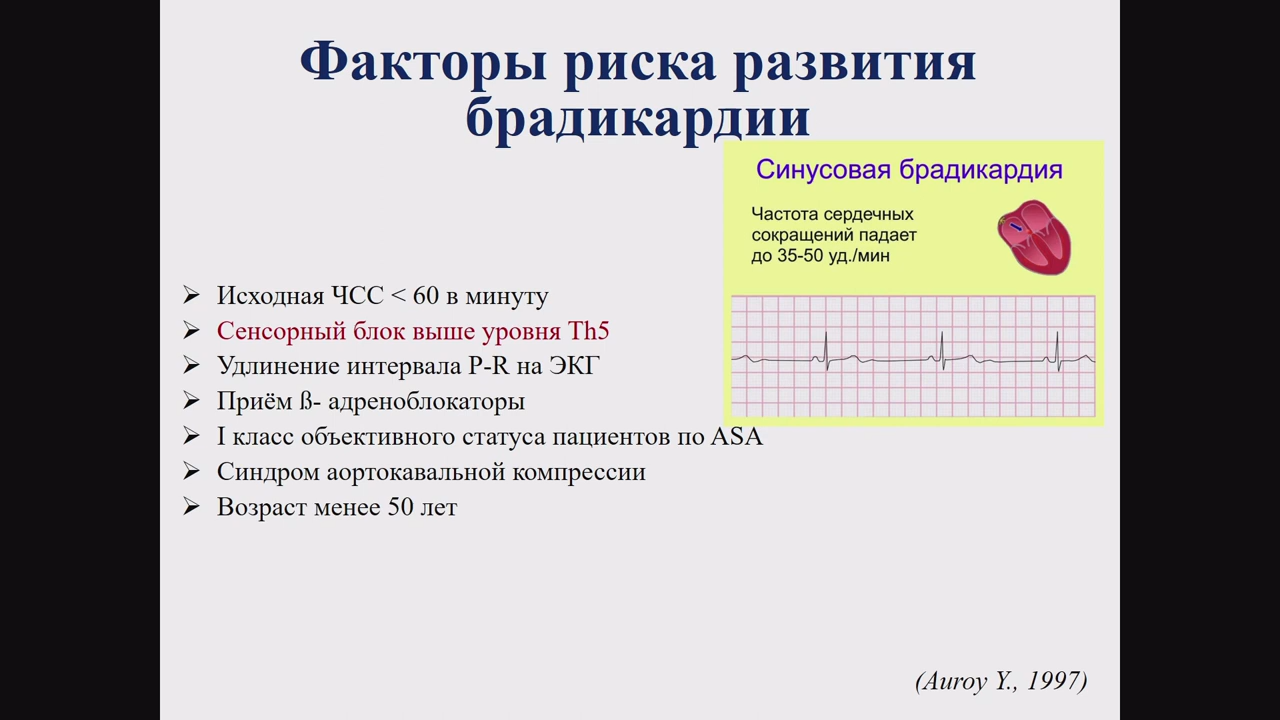 Факторы риска развития
брадикардии
Синусовая брадикардия
Частота сердечных
сокращений падает
до 35-50 уд./мин
Исходная ЧСС < 60 в минуту
Сенсорный блок выше уровня Th5
Удлинение интервала P-R на ЭКГ
Приём ß- адреноблокаторы
I класс объективного статуса пациентов по ASA
Синдром аортокавальной компрессии
Возраст менее 50 лет
(Auroy Y., 1997)